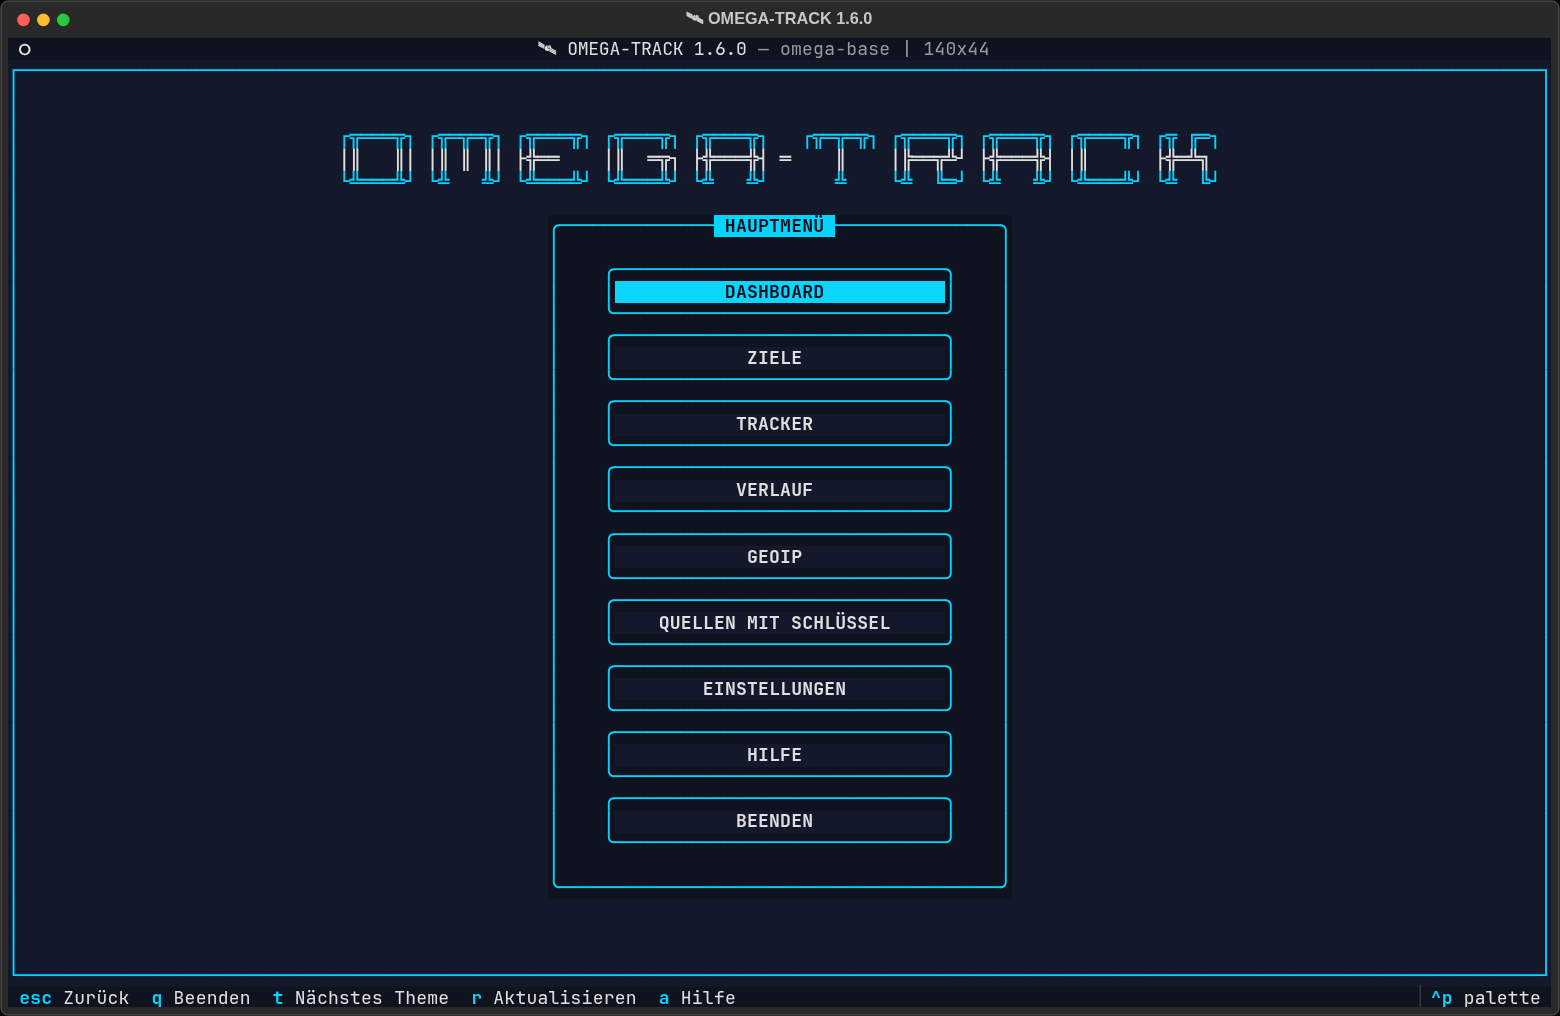 OMEGA-TRACK 1.6.0
OMEGA-TRACK 1.6.0 — omega-base | 140x44
OMEGA-TRACK
HAUPTMENÜ
DASHBOARD
ZIELE
TRACKER
VERLAUF
GEOIP
QUELLEN MIT SCHLÜSSEL
EINSTELLUNGEN
HILFE
BEENDEN
esc Zurück q Beenden t Nächstes Theme r Aktualisieren a Hilfe ^p palette